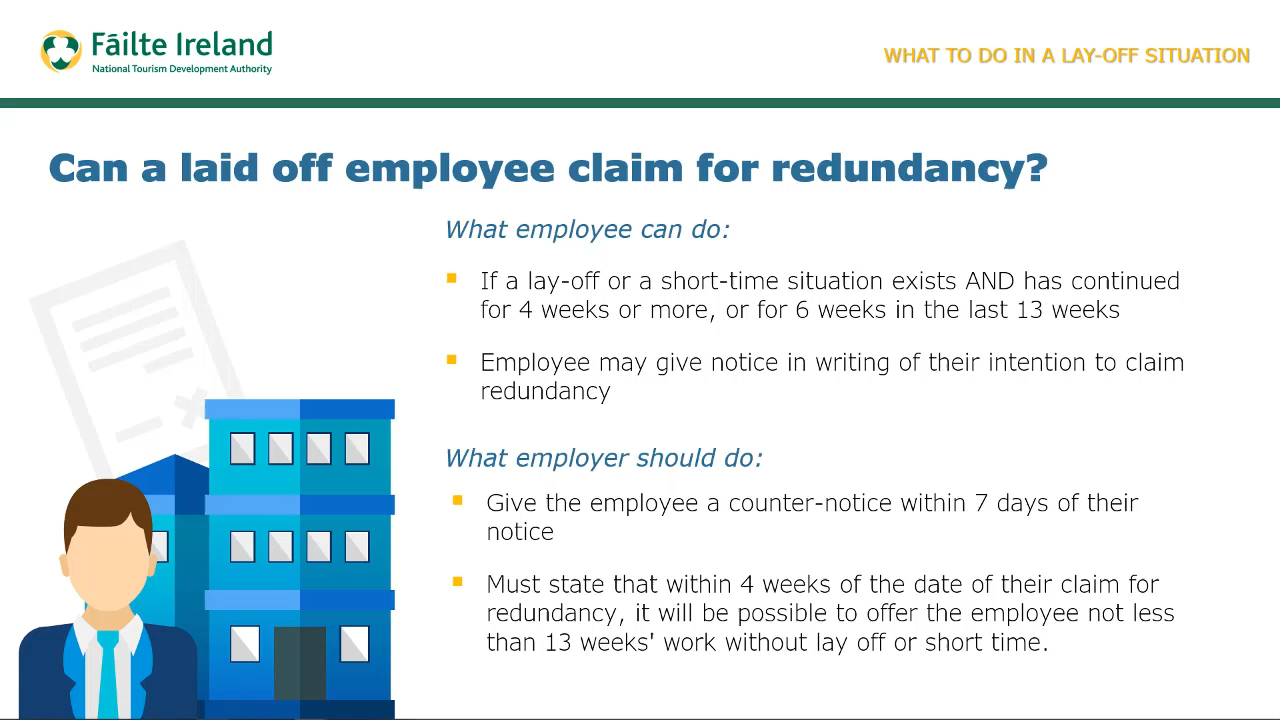 Fáilte Ireland
National Tourism Development Authority
WHAT TO DO IN A LAY-OFF SITUATION
Can a laid off employee claim for redundancy?
What employee can do:
If a lay-off or a short-time situation exists AND has continued
for 4 weeks or more, or for 6 weeks in the last 13 weeks
Employee may give notice in writing of their intention to claim
redundancy
What employer should do:
Give the employee a counter-notice within 7 days of their
notice
Must state that within 4 weeks of the date of their claim for
redundancy, it will be possible to offer the employee not less
than 13 weeks' work without lay off or short time.